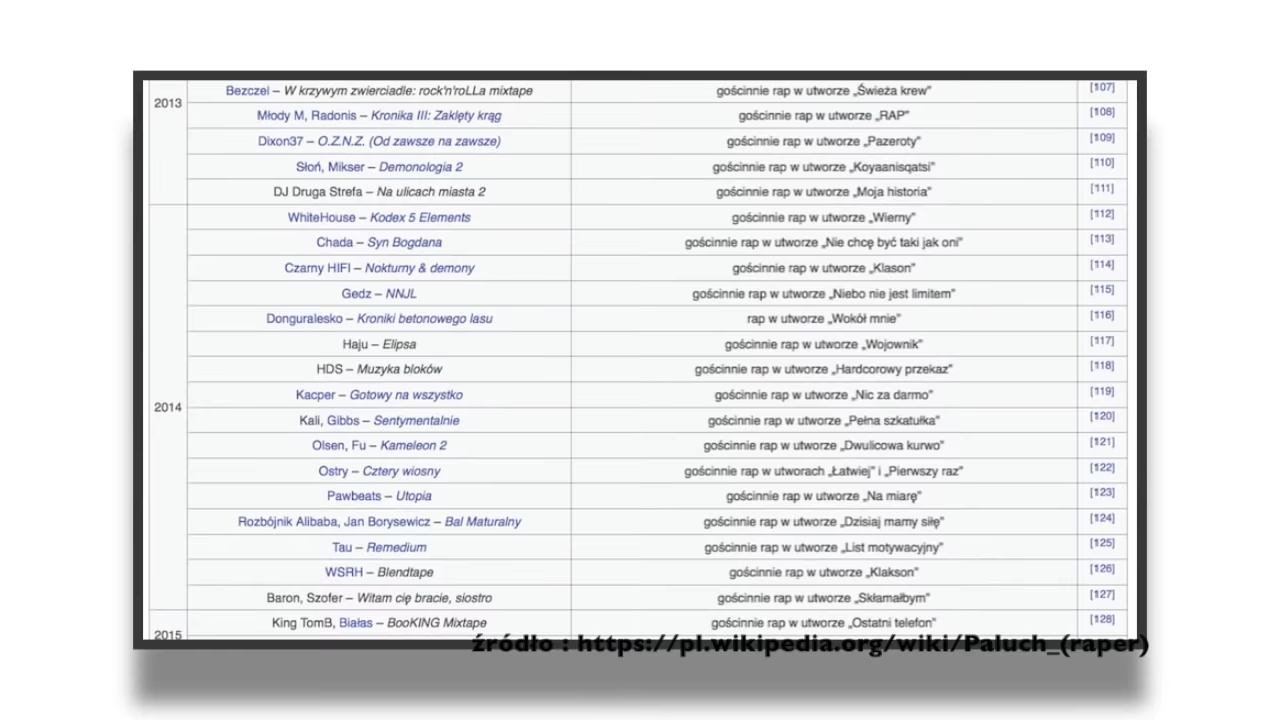 2013
Bezczel – W krzywym zwierciadle: rock'n'roLLa mixtape gościnnie rap w utworze „Świeża krew” [107]
Młody M, Radonis – Kronika III: Zaklęty krąg gościnnie rap w utworze „RAP” [108]
Dixon37 – O.Z.N.Z. (Od zawsze na zawsze) gościnnie rap w utworze „Pazeroty” [109]
Słoń, Mikser – Demonologia 2 gościnnie rap w utworze „Koyaanisqatsi” [110]
DJ Druga Strefa – Na ulicach miasta 2 gościnnie rap w utworze „Moja historia” [111]
2014
WhiteHouse – Kodex 5 Elements gościnnie rap w utworze „Wierny” [112]
Chada – Syn Bogdana gościnnie rap w utworze „Nie chcę być taki jak oni” [113]
Czarny HIFI – Nokturny & demony gościnnie rap w utworze „Klason” [114]
Gedz – NNJL gościnnie rap w utworze „Niebo nie jest limitem” [115]
Donguralesko – Kroniki betonowego lasu rap w utworze „Wokół mnie” [116]
Haju – Elipsa gościnnie rap w utworze „Wojownik” [117]
HDS – Muzyka bloków gościnnie rap w utworze „Hardcorowy przekaz” [118]
Kacper – Gotowy na wszystko gościnnie rap w utworze „Nic za darmo” [119]
Kali, Gibbs – Sentymentalnie gościnnie rap w utworze „Pełna szkatułka” [120]
Olsen, Fu – Kameleon 2 gościnnie rap w utworze „Dwulicowa kurwo” [121]
Ostry – Cztery wiosny gościnnie rap w utworach „Łatwiej” i „Pierwszy raz” [122]
Pawbeats – Utopia gościnnie rap w utworze „Na miarę” [123]
Rozbójnik Alibaba, Jan Borysewicz – Bal Maturalny gościnnie rap w utworze „Dzisiaj mamy siłę” [124]
Tau – Remedium gościnnie rap w utworze „List motywacyjny” [125]
WSRH – Blendtape gościnnie rap w utworze „Klakson” [126]
Baron, Szofer – Witam cię bracie, siostro gościnnie rap w utworze „Skłamałbym” [127]
2015
King TomB, Białas – BooKING Mixtape gościnnie rap w utworze „Ostatni telefon” [128]
źródło : https://pl.wikipedia.org/wiki/Paluch_(raper)